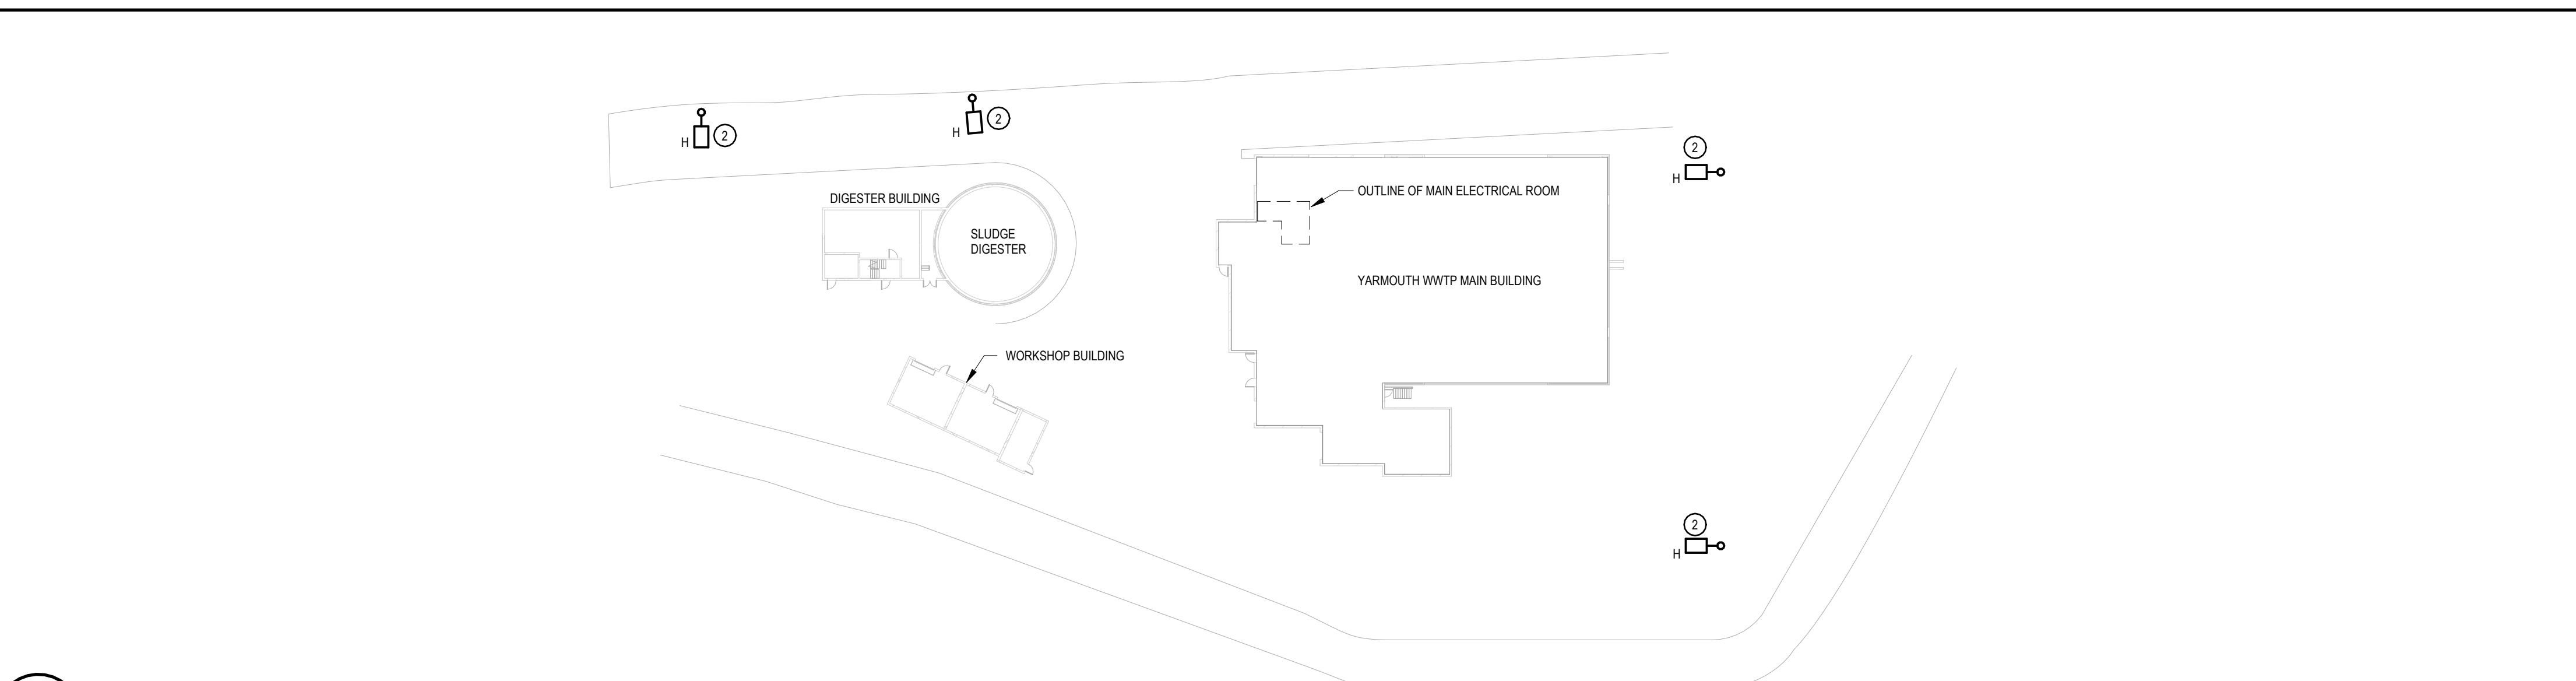 H
2
H
2
2
H
OUTLINE OF MAIN ELECTRICAL ROOM
DIGESTER BUILDING
SLUDGE
DIGESTER
YARMOUTH WWTP MAIN BUILDING
WORKSHOP BUILDING
2
H